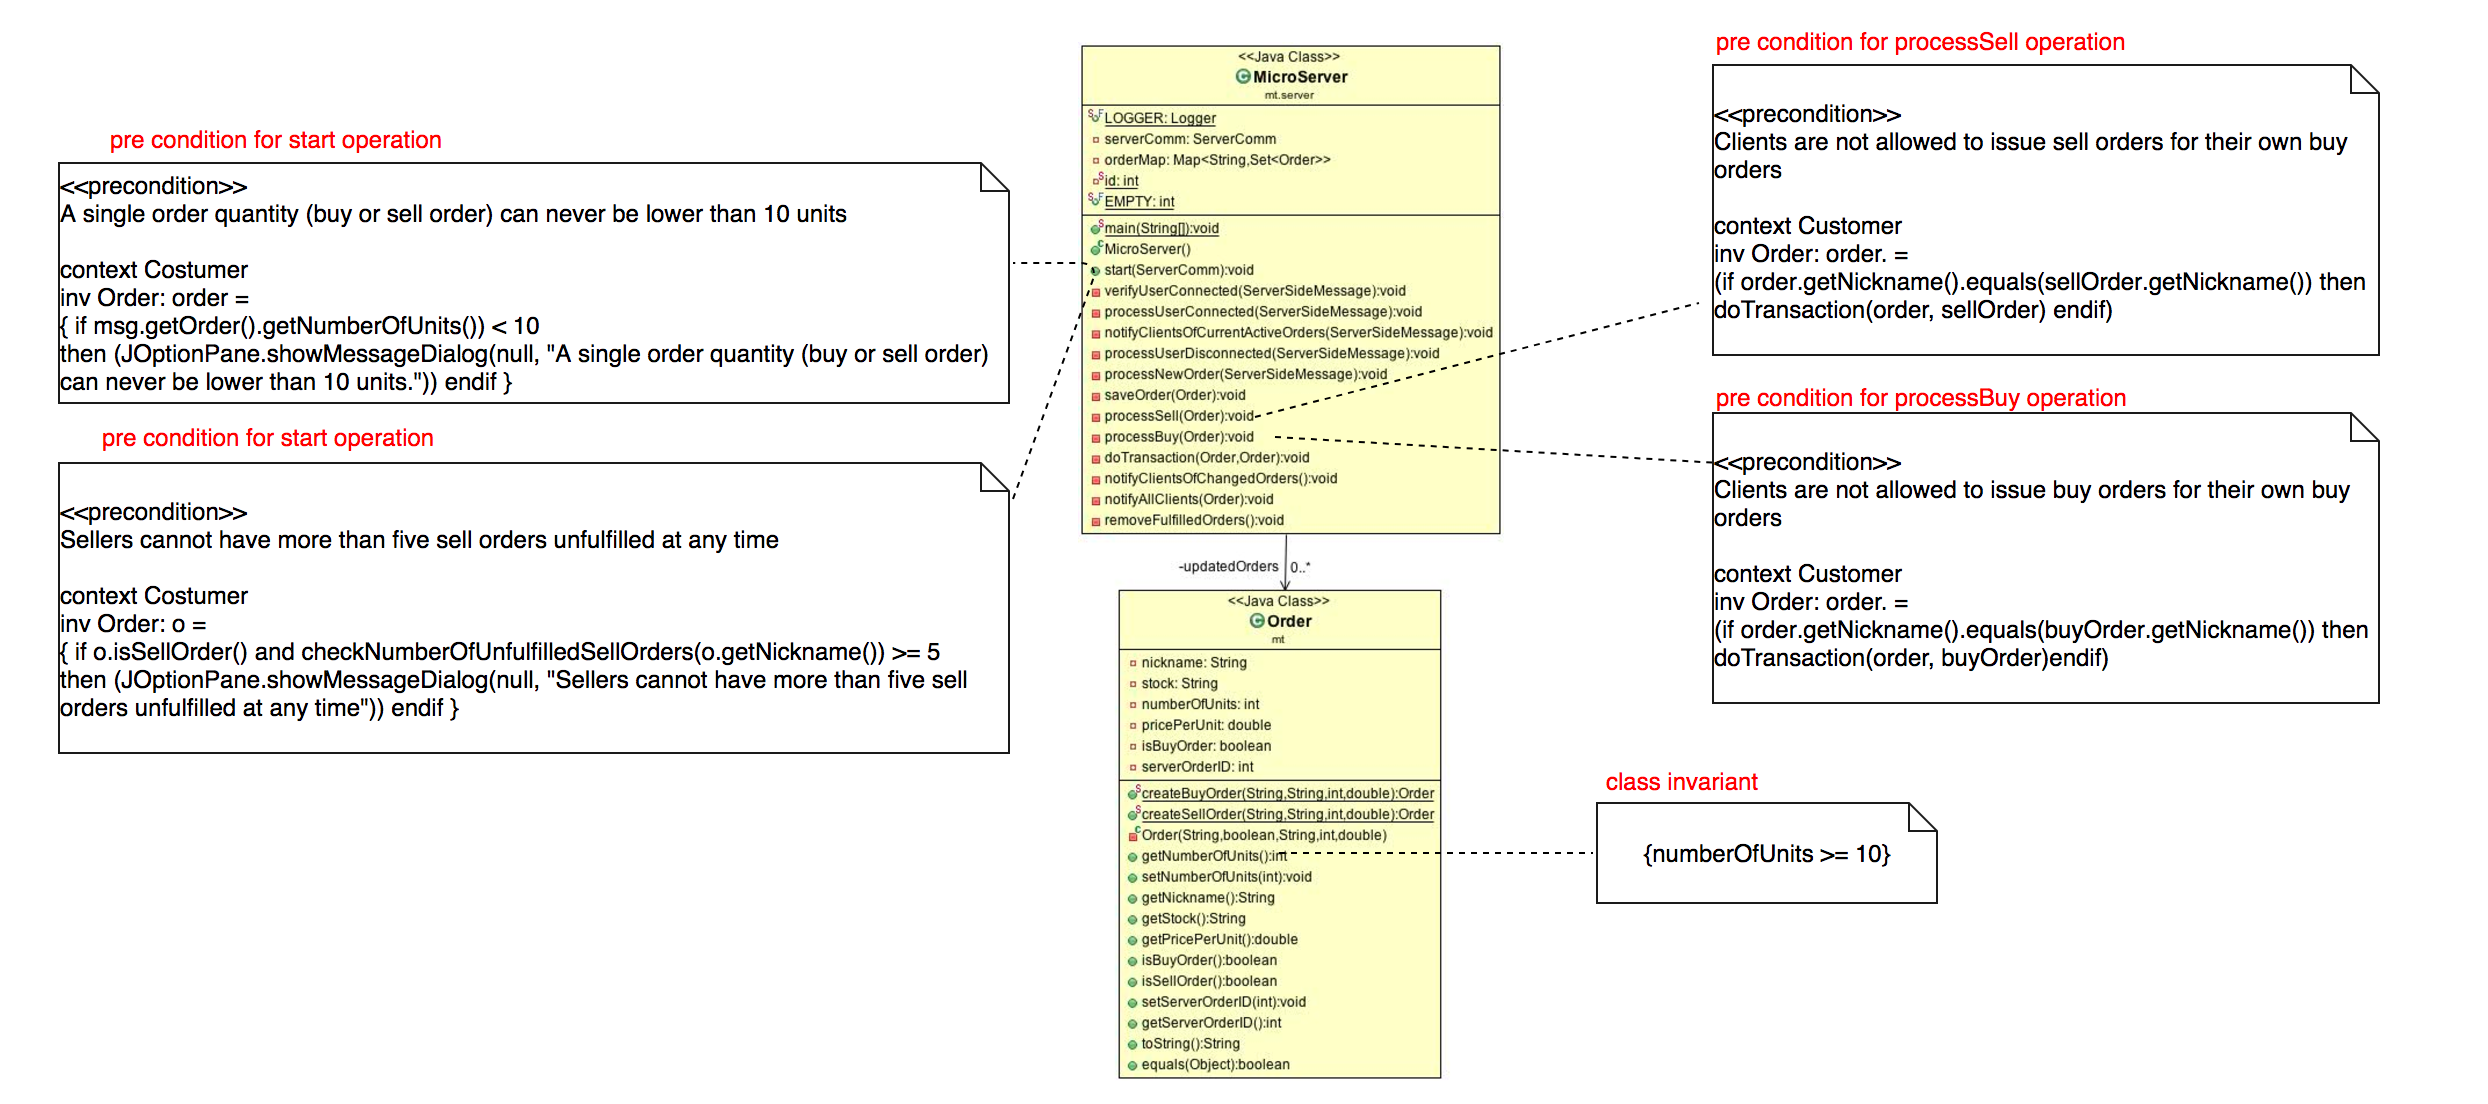 pre condition for start operation
<<precondition>>
A single order quantity (buy or sell order) can never be lower than 10 units
context Costumer
inv Order: order =
{ if msg.getOrder().getNumberOfUnits()) < 10
then (JOptionPane.showMessageDialog(null, "A single order quantity (buy or sell order)
can never be lower than 10 units.")) endif }
pre condition for start operation
<<precondition>>
Sellers cannot have more than five sell orders unfulfilled at any time
context Costumer
inv Order: o =
{ if o.isSellOrder() and checkNumberOfUnfulfilledSellOrders(o.getNickname()) >= 5
then (JOptionPane.showMessageDialog(null, "Sellers cannot have more than five sell
orders unfulfilled at any time")) endif }
<<Java Class>>
C MicroServer
mt.server
SF LOGGER: Logger
serverComm: ServerComm
orderMap: Map<String,Set<Order>>
S id: int
SF EMPTY: int
S main(String[]):void
C MicroServer()
start(ServerComm):void
verifyUserConnected(ServerSideMessage):void
processUserConnected(ServerSideMessage):void
notifyClientsOfCurrentActiveOrders(ServerSideMessage):void
processUserDisconnected(ServerSideMessage):void
processNewOrder(ServerSideMessage):void
saveOrder(Order):void
processSell(Order):void
processBuy(Order):void
doTransaction(Order,Order):void
notifyClientsOfChangedOrders():void
notifyAllClients(Order):void
removeFulfilledOrders():void
-updatedOrders 0..*
<<Java Class>>
C Order
mt
nickname: String
stock: String
numberOfUnits: int
pricePerUnit: double
isBuyOrder: boolean
serverOrderID: int
S createBuyOrder(String,String,int,double):Order
S createSellOrder(String,String,int,double):Order
C Order(String,boolean,String,int,double)
getNumberOfUnits():int
setNumberOfUnits(int):void
getNickname():String
getStock():String
getPricePerUnit():double
isBuyOrder():boolean
isSellOrder():boolean
setServerOrderID(int):void
getServerOrderID():int
toString():String
equals(Object):boolean
pre condition for processSell operation
<<precondition>>
Clients are not allowed to issue sell orders for their own buy
orders
context Customer
inv Order: order. =
(if order.getNickname().equals(sellOrder.getNickname()) then
doTransaction(order, sellOrder) endif)
pre condition for processBuy operation
<<precondition>>
Clients are not allowed to issue buy orders for their own buy
orders
context Customer
inv Order: order. =
(if order.getNickname().equals(buyOrder.getNickname()) then
doTransaction(order, buyOrder)endif)
class invariant
{numberOfUnits >= 10}